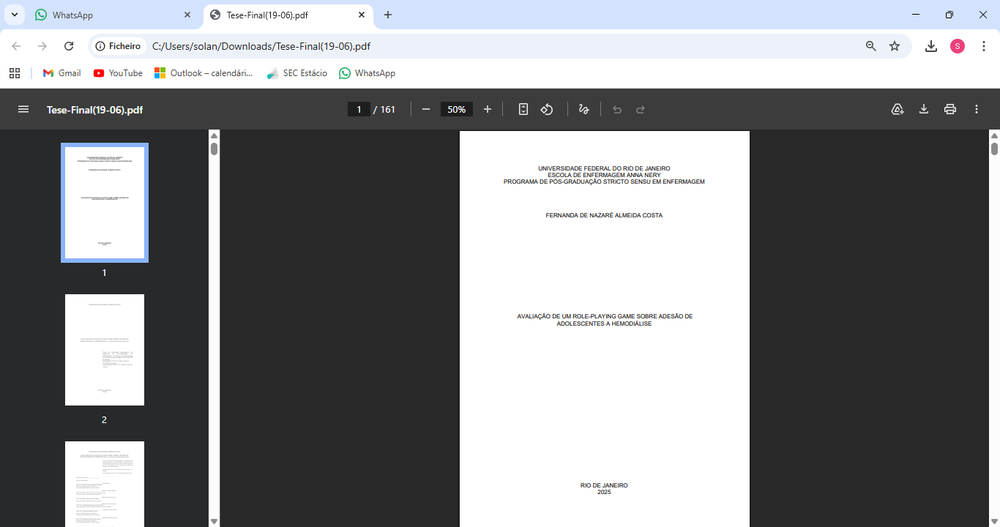 WhatsApp
Tese-Final(19-06).pdf
Ficheiro
C:/Users/solan/Downloads/Tese-Final(19-06).pdf
S
Gmail
YouTube
Outlook – calendári...
SEC Estácio
WhatsApp
Tese-Final(19-06).pdf
1 / 161
50%
1
2
UNIVERSIDADE FEDERAL DO RIO DE JANEIRO
ESCOLA DE ENFERMAGEM ANNA NERY
PROGRAMA DE PÓS-GRADUAÇÃO STRICTO SENSU EM ENFERMAGEM
FERNANDA DE NAZARÉ ALMEIDA COSTA
AVALIAÇÃO DE UM ROLE-PLAYING GAME SOBRE ADESÃO DE
ADOLESCENTES A HEMODIÁLISE
RIO DE JANEIRO
2025